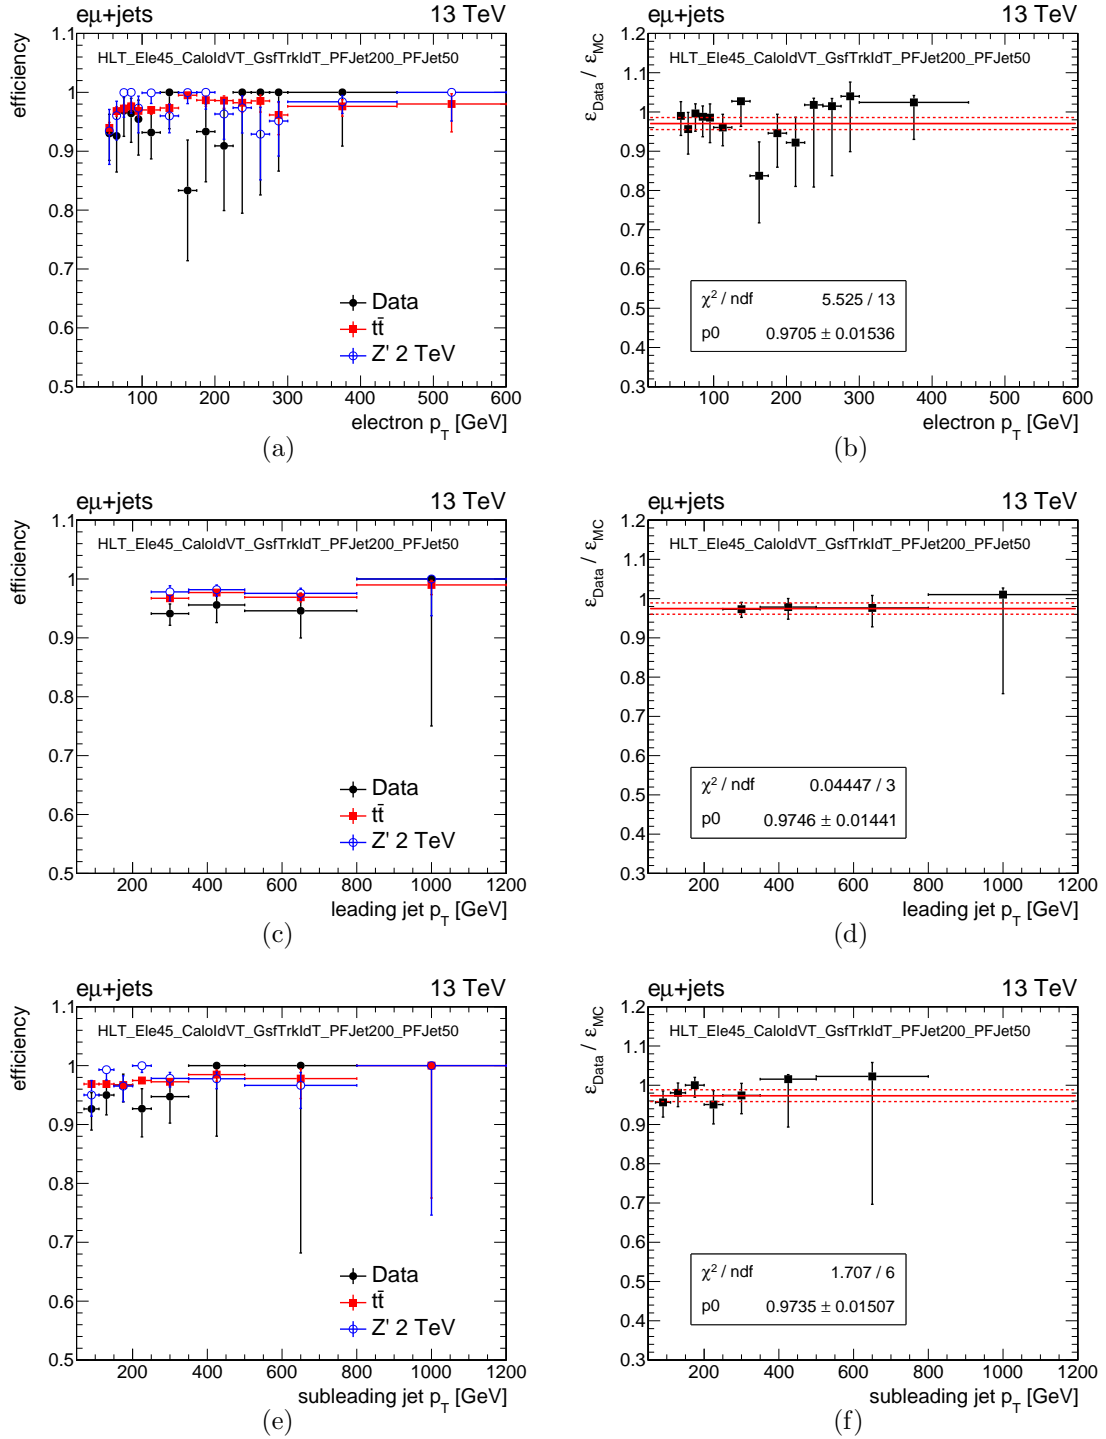 eμ+jets 13 TeV
efficiency
HLT_Ele45_CaloIdVT_GsfTrkIdT_PFJet200_PFJet50
1.1
1
0.9
0.8
0.7
0.6
0.5
Data
tt̄
Z' 2 TeV
100 200 300 400 500 600
electron p_T [GeV]
(a)
eμ+jets 13 TeV
ε_Data / ε_MC
HLT_Ele45_CaloIdVT_GsfTrkIdT_PFJet200_PFJet50
1.2
1.1
1
0.9
0.8
0.7
0.6
0.5
0.4
0.3
χ² / ndf 5.525 / 13
p0 0.9705 ± 0.01536
100 200 300 400 500 600
electron p_T [GeV]
(b)
eμ+jets 13 TeV
efficiency
HLT_Ele45_CaloIdVT_GsfTrkIdT_PFJet200_PFJet50
1.1
1
0.9
0.8
0.7
0.6
0.5
Data
tt̄
Z' 2 TeV
200 400 600 800 1000 1200
leading jet p_T [GeV]
(c)
eμ+jets 13 TeV
ε_Data / ε_MC
HLT_Ele45_CaloIdVT_GsfTrkIdT_PFJet200_PFJet50
1.2
1.1
1
0.9
0.8
0.7
0.6
0.5
0.4
0.3
χ² / ndf 0.04447 / 3
p0 0.9746 ± 0.01441
200 400 600 800 1000 1200
leading jet p_T [GeV]
(d)
eμ+jets 13 TeV
efficiency
HLT_Ele45_CaloIdVT_GsfTrkIdT_PFJet200_PFJet50
1.1
1
0.9
0.8
0.7
0.6
0.5
Data
tt̄
Z' 2 TeV
200 400 600 800 1000 1200
subleading jet p_T [GeV]
(e)
eμ+jets 13 TeV
ε_Data / ε_MC
HLT_Ele45_CaloIdVT_GsfTrkIdT_PFJet200_PFJet50
1.2
1.1
1
0.9
0.8
0.7
0.6
0.5
0.4
0.3
χ² / ndf 1.707 / 6
p0 0.9735 ± 0.01507
200 400 600 800 1000 1200
subleading jet p_T [GeV]
(f)